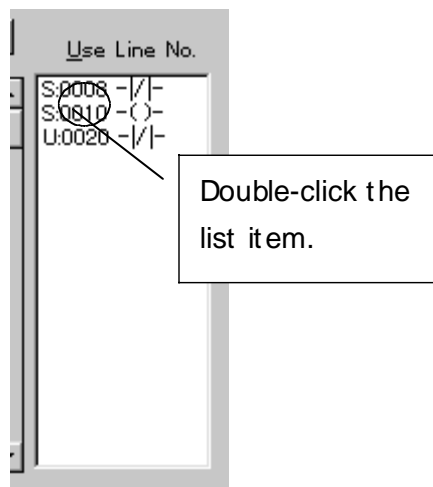 Use Line No.
S:0008 -|/|-
S:0010 -( )-
U:0020 -|/|-
Double-click the
list item.